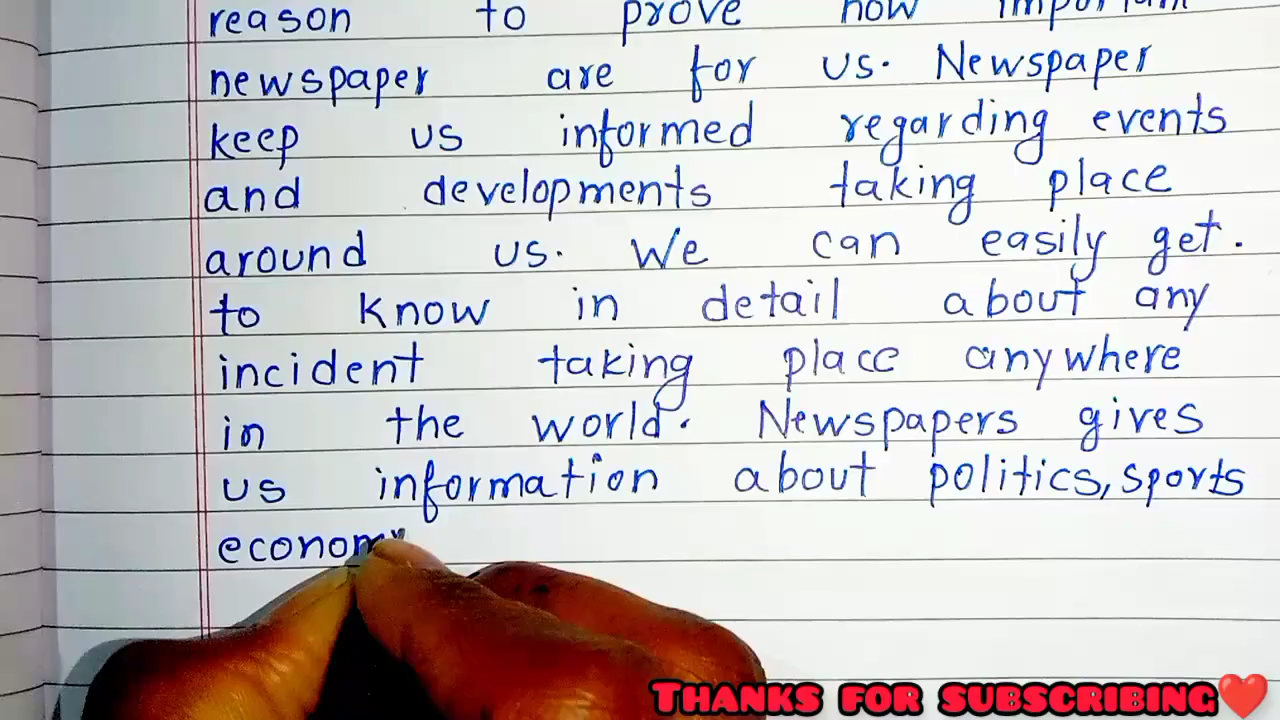 reason to prove how important
newspaper are for us. Newspaper
keep us informed regarding events
and developments taking place
around us. We can easily get.
to know in detail about any
incident taking place anywhere
in the world. Newspapers gives
us information about politics, sports
economy
THANKS FOR SUBSCRIBING❤️